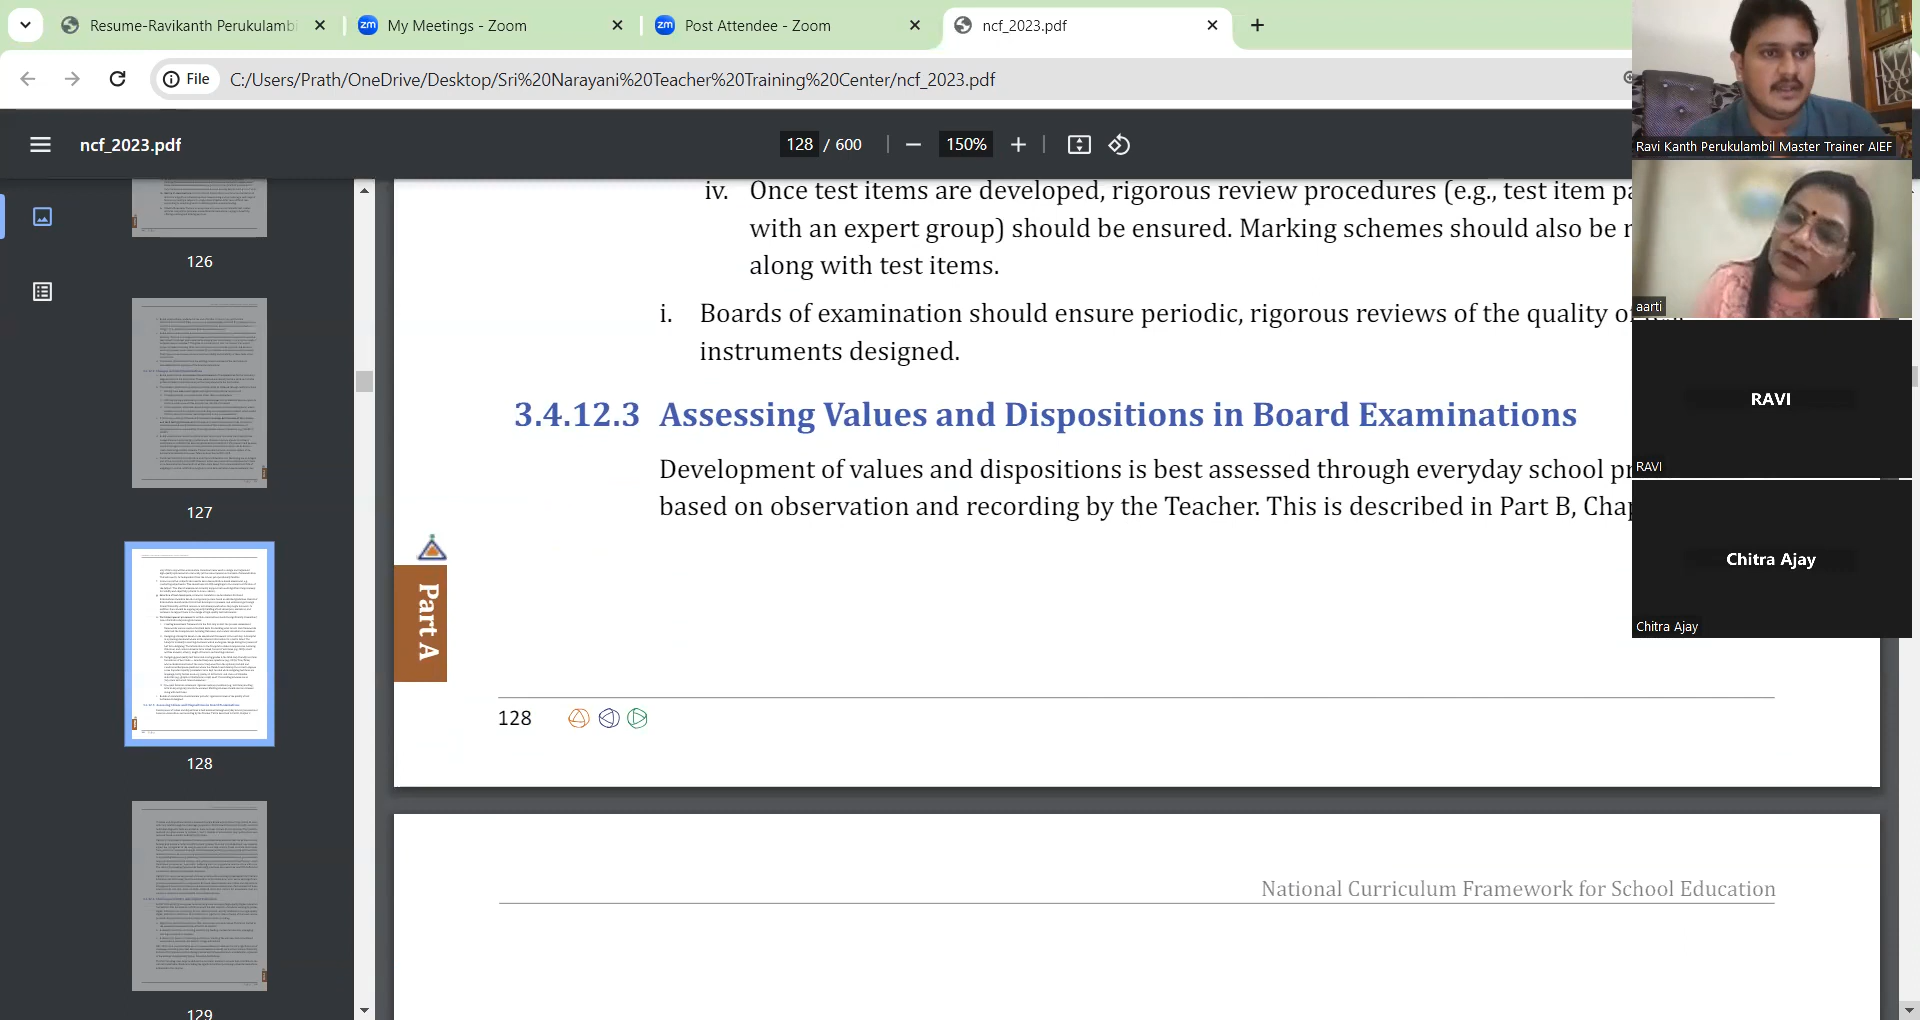 Resume-Ravikanth Perukulambi
My Meetings - Zoom
Post Attendee - Zoom
ncf_2023.pdf
File
C:/Users/Prath/OneDrive/Desktop/Sri%20Narayani%20Teacher%20Training%20Center/ncf_2023.pdf
ncf_2023.pdf
128 / 600
150%
126
127
128
129
iv. Once test items are developed, rigorous review procedures (e.g., test item
with an expert group) should be ensured. Marking schemes should also be
along with test items.
i. Boards of examination should ensure periodic, rigorous reviews of the quality
instruments designed.
3.4.12.3 Assessing Values and Dispositions in Board Examinations
Development of values and dispositions is best assessed through everyday school
based on observation and recording by the Teacher. This is described in Part B,
Part A
128
National Curriculum Framework for School Education
Ravi Kanth Perukulambil Master Trainer AIEF
aarti
RAVI
RAVI
Chitra Ajay
Chitra Ajay